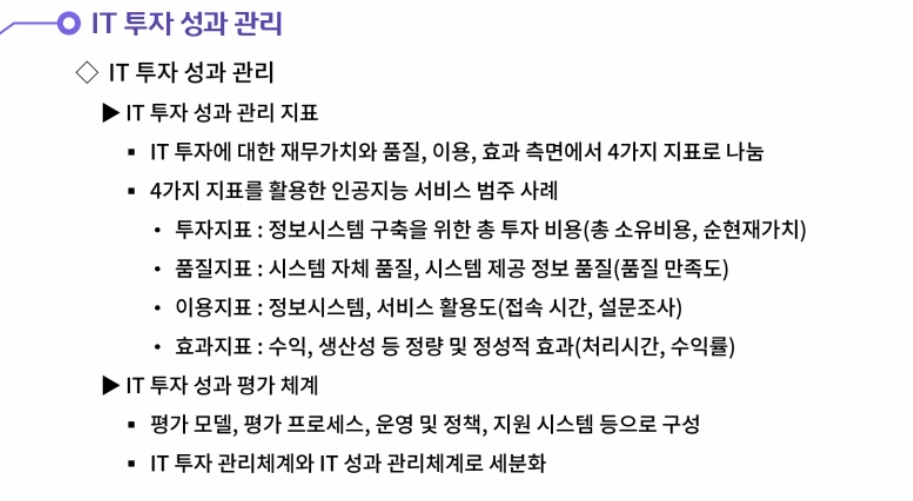 IT 투자 성과 관리
◇ IT 투자 성과 관리
▶ IT 투자 성과 관리 지표
▪ IT 투자에 대한 재무가치와 품질, 이용, 효과 측면에서 4가지 지표로 나눔
▪ 4가지 지표를 활용한 인공지능 서비스 범주 사례
• 투자지표 : 정보시스템 구축을 위한 총 투자 비용(총 소유비용, 순현재가치)
• 품질지표 : 시스템 자체 품질, 시스템 제공 정보 품질(품질 만족도)
• 이용지표 : 정보시스템, 서비스 활용도(접속 시간, 설문조사)
• 효과지표 : 수익, 생산성 등 정량 및 정성적 효과(처리시간, 수익률)
▶ IT 투자 성과 평가 체계
▪ 평가 모델, 평가 프로세스, 운영 및 정책, 지원 시스템 등으로 구성
▪ IT 투자 관리체계와 IT 성과 관리체계로 세분화